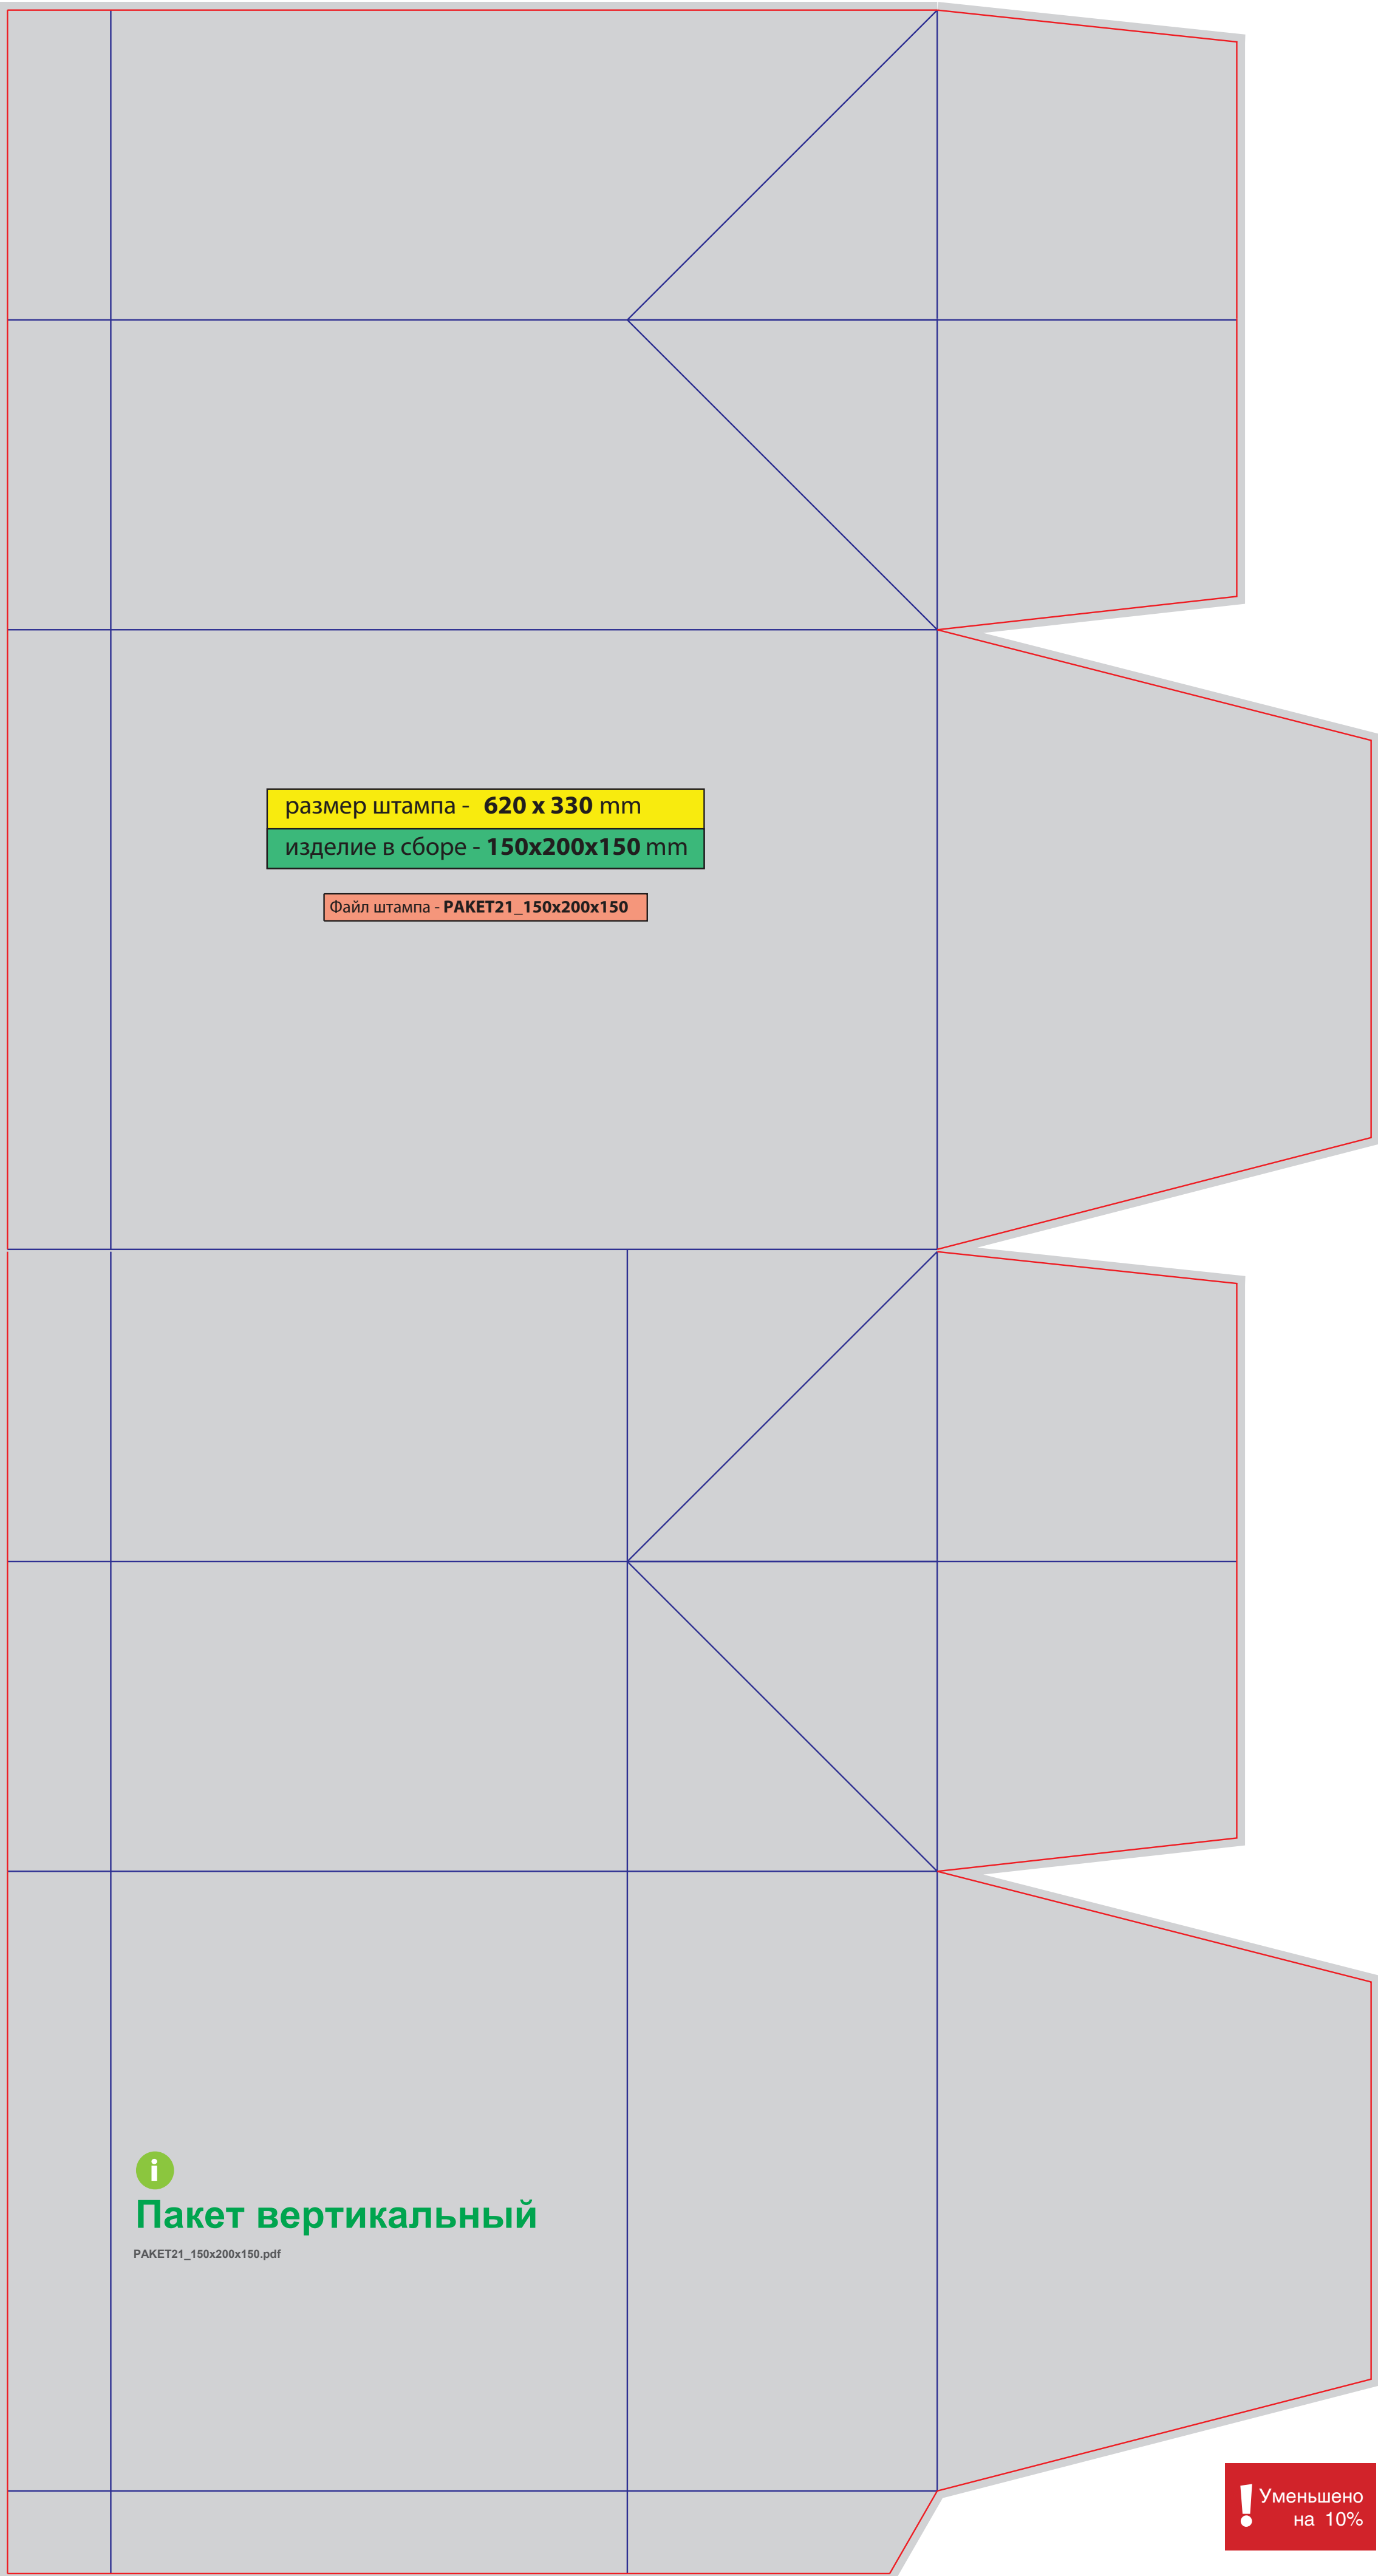 размер штампа - 620 x 330 mm
изделие в сборе - 150x200x150 mm
Файл штампа - PAKET21_150x200x150
i
Пакет вертикальный
PAKET21_150x200x150.pdf
! Уменьшено
на 10%